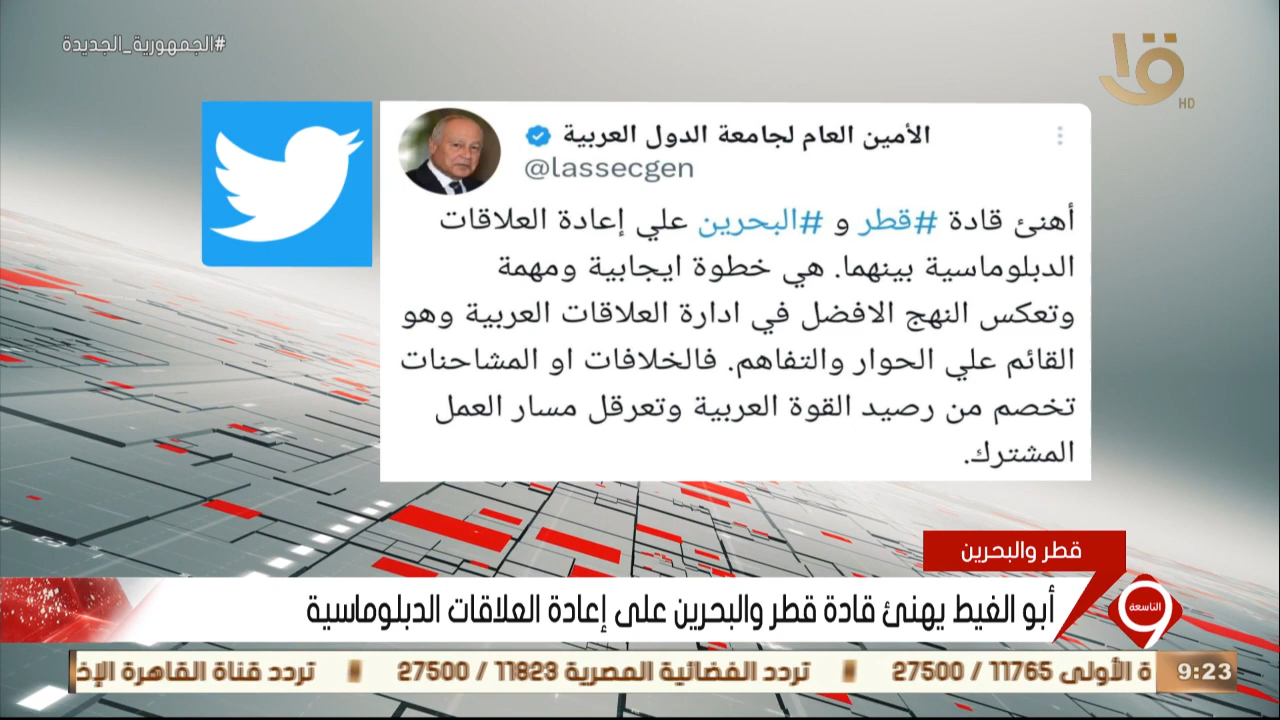 #الجمهورية_الجديدة
HD
الأمين العام لجامعة الدول العربية
@lassecgen
أهنئ قادة #قطر و #البحرين علي إعادة العلاقات
الدبلوماسية بينهما. هي خطوة ايجابية ومهمة
وتعكس النهج الافضل في ادارة العلاقات العربية وهو
القائم علي الحوار والتفاهم. فالخلافات او المشاحنات
تخصم من رصيد القوة العربية وتعرقل مسار العمل
المشترك.
قطر والبحرين
التاسعة
أبو الغيط يهنئ قادة قطر والبحرين على إعادة العلاقات الدبلوماسية
9:23
ة الأولى 11765 / 27500 تردد الفضائية المصرية 11823 / 27500 تردد قناة القاهرة الإخ